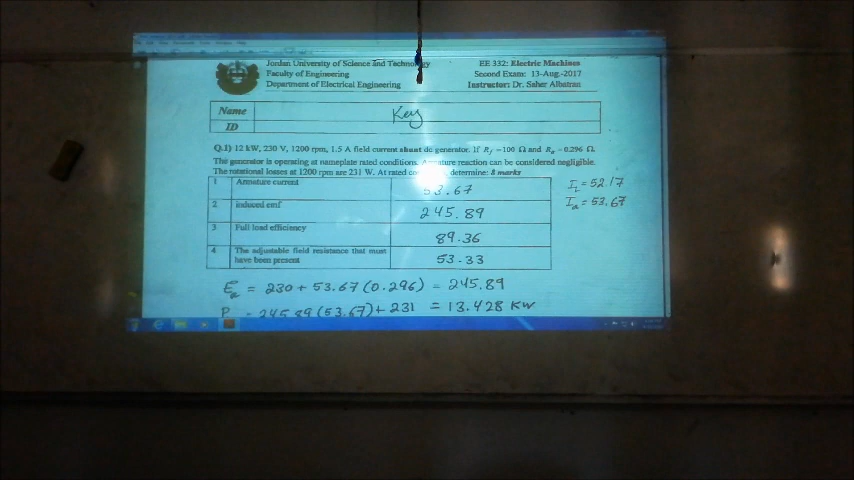 Jordan University of Science and Technology
Faculty of Engineering
Department of Electrical Engineering
EE 332: Electric Machines
Second Exam: 13-Aug.-2017
Instructor: Dr. Saher Albatran
Name Key
ID
Q.1) 12 kW, 230 V, 1200 rpm, 1.5 A field current shunt dc generator. If R_f =100 Ω and R_a =0.296 Ω.
The generator is operating at nameplate rated conditions. Armature reaction can be considered negligible.
The rotational losses at 1200 rpm are 231 W. At rated determine: 8 marks
1 Armature current 53.67
2 induced emf 245.89
3 Full load efficiency 89.36
4 The adjustable field resistance that must
have been present 53.33
I_L = 52.17
I_a = 53.67
E_a = 230 + 53.67 (0.296) = 245.89
P = 245.89 (53.67) + 231 = 13.428 KW